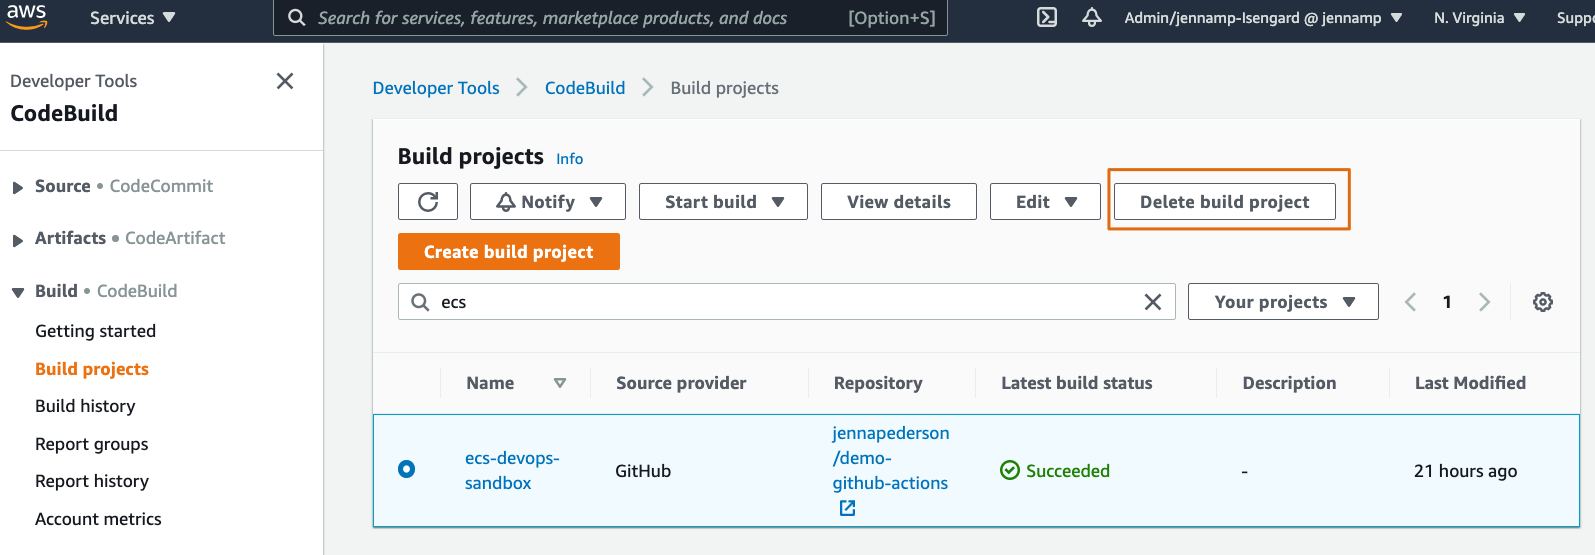 aws
Services
Search for services, features, marketplace products, and docs
[Option+S]
Admin/jennamp-Isengard @ jennamp
N. Virginia
Developer Tools
CodeBuild
Source • CodeCommit
Artifacts • CodeArtifact
Build • CodeBuild
Getting started
Build projects
Build history
Report groups
Report history
Account metrics
Developer Tools
CodeBuild
Build projects
Build projects Info
Notify
Start build
View details
Edit
Delete build project
Create build project
ecs
Your projects
1
Name
Source provider
Repository
Latest build status
Description
Last Modified
ecs-devops-
sandbox
GitHub
jennapederson
/demo-
github-actions
Succeeded
-
21 hours ago